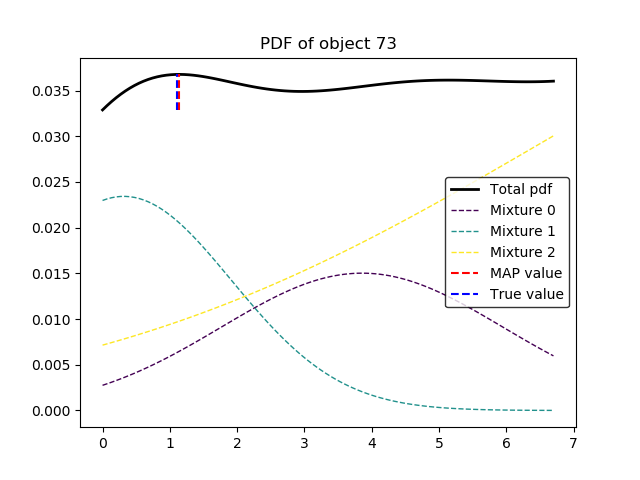 PDF of object 73
0.035
0.030
0.025
0.020
0.015
0.010
0.005
0.000
Total pdf
Mixture 0
Mixture 1
Mixture 2
MAP value
True value
0 1 2 3 4 5 6 7